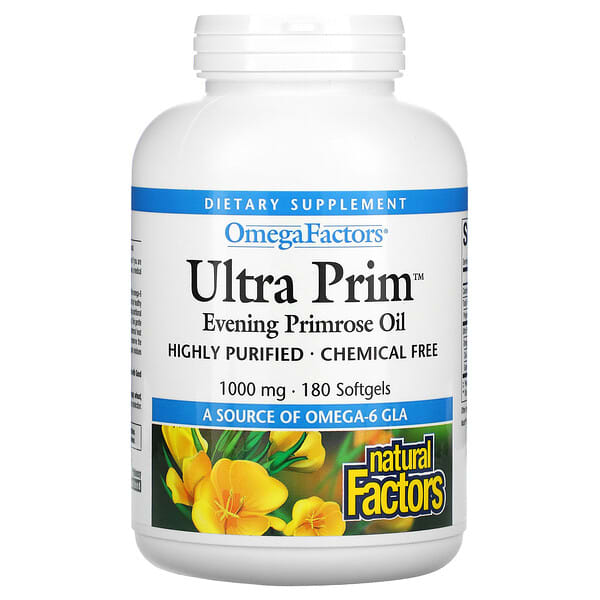 DIETARY SUPPLEMENT
OmegaFactors®
Ultra Prim™
Evening Primrose Oil
HIGHLY PURIFIED · CHEMICAL FREE
1000 mg · 180 Softgels
A SOURCE OF OMEGA-6 GLA
natural
Factors®